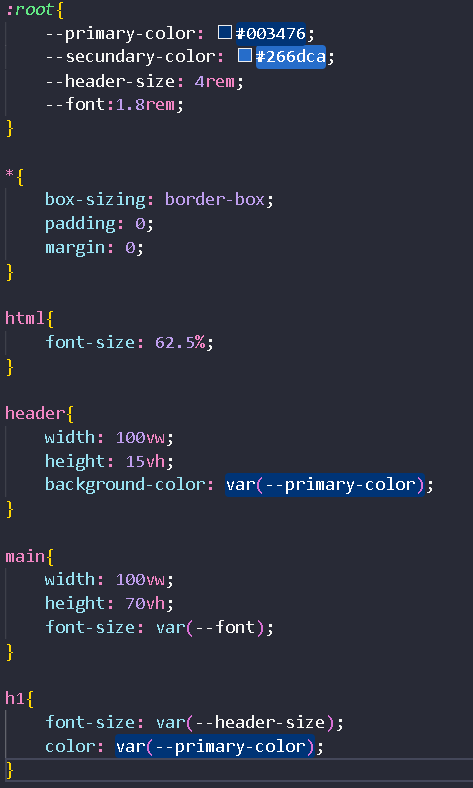 :root{
    --primary-color: #003476;
    --secundary-color: #266dca;
    --header-size: 4rem;
    --font:1.8rem;
}

*{
    box-sizing: border-box;
    padding: 0;
    margin: 0;
}

html{
    font-size: 62.5%;
}

header{
    width: 100vw;
    height: 15vh;
    background-color: var(--primary-color);
}

main{
    width: 100vw;
    height: 70vh;
    font-size: var(--font);
}

h1{
    font-size: var(--header-size);
    color: var(--primary-color);
}